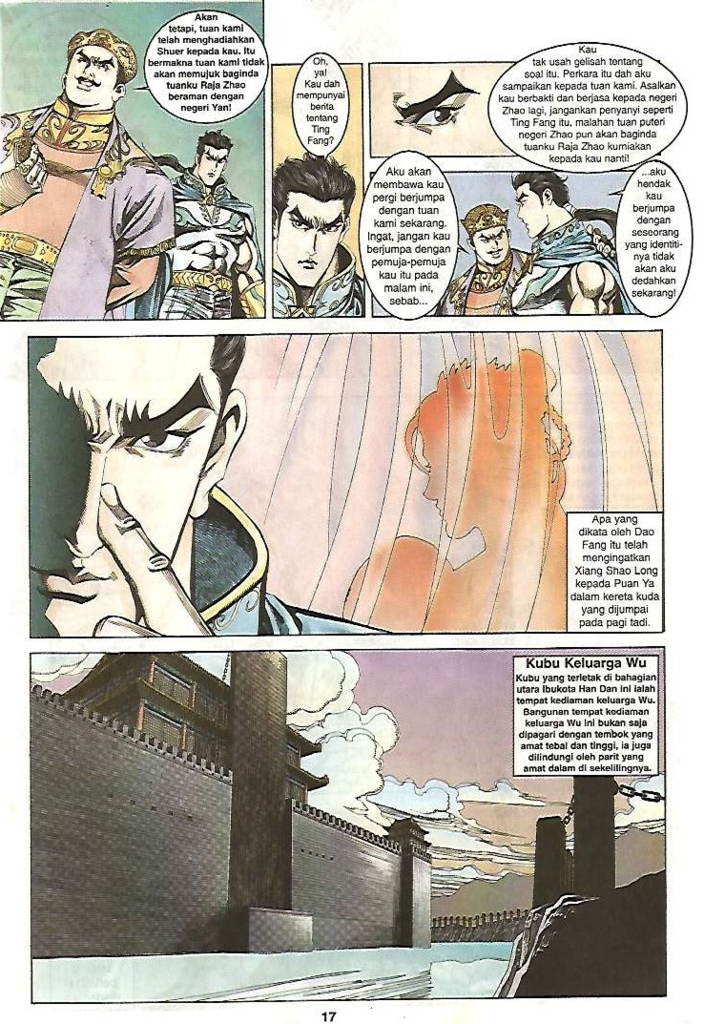 Akan
tetapi, tuan kami
telah menghadiahkan
Shuer kepada kau. Itu
bermakna tuan kami tidak
akan memujuk baginda
tuanku Raja Zhao
beraman dengan
negeri Yan!
Oh,
ya!
Kau dah
mempunyai
berita
tentang
Ting
Fang?
Kau
tak usah gelisah tentang
soal itu. Perkara itu dah aku
sampaikan kepada tuan kami. Asalkan
kau berbakti dan berjasa kepada negeri
Zhao lagi, jangankan penyanyi seperti
Ting Fang itu, malahan tuan puteri
negeri Zhao pun akan baginda
tuanku Raja Zhao kurniakan
kepada kau nanti!
Aku akan
membawa kau
pergi berjumpa
dengan tuan
kami sekarang.
Ingat, jangan kau
berjumpa dengan
pemuja-pemuja
kau itu pada
malam ini,
sebab...
...aku
hendak
kau
berjumpa
dengan
seseorang
yang identiti-
nya tidak
akan aku
dedahkan
sekarang!
Apa yang
dikata oleh Dao
Fang itu telah
mengingatkan
Xiang Shao Long
kepada Puan Ya
dalam kereta kuda
yang dijumpai
pada pagi tadi.
Kubu Keluarga Wu
Kubu yang terletak di bahagian
utara Ibukota Han Dan ini ialah
tempat kediaman keluarga Wu.
Bangunan tempat kediaman
keluarga Wu ini bukan saja
dipagari dengan tembok yang
amat tebal dan tinggi, ia juga
dilindungi oleh parit yang
amat dalam di sekelilingnya.
17